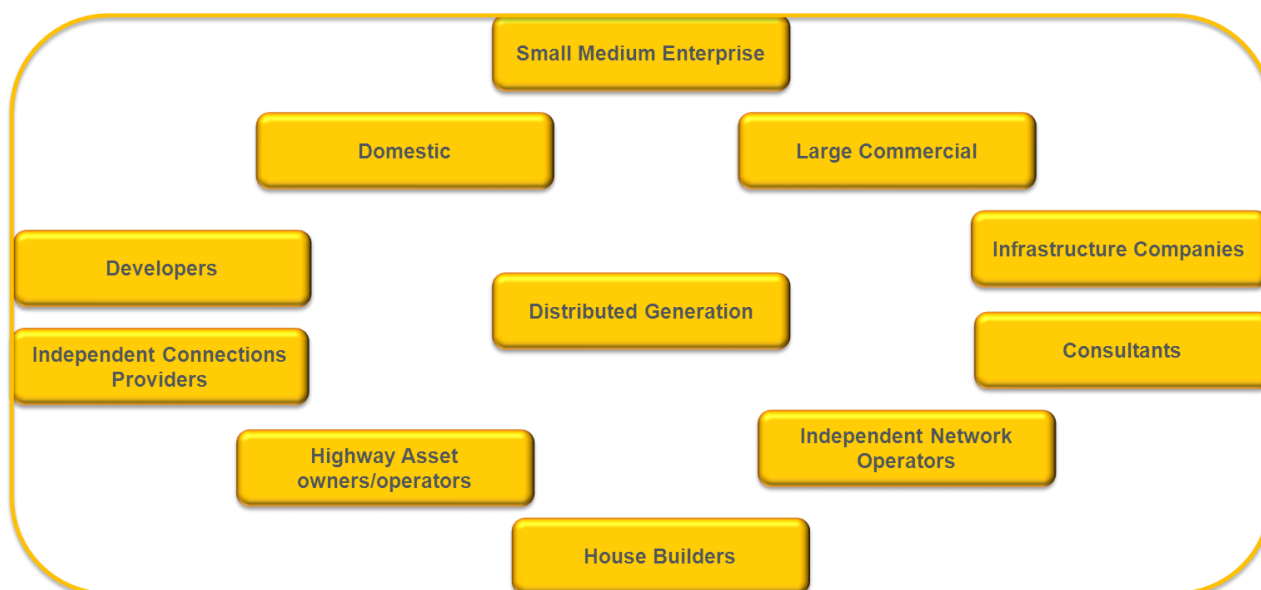 Small Medium Enterprise
Domestic
Large Commercial
Developers
Infrastructure Companies
Distributed Generation
Independent Connections
Providers
Consultants
Highway Asset
owners/operators
Independent Network
Operators
House Builders